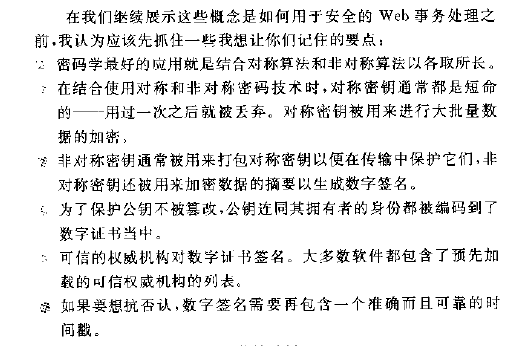 在我们继续展示这些概念是如何用于安全的 Web 事务处理之
前,我认为应该先抓住一些我想让你们记住的要点：
密码学最好的应用就是结合对称算法和非对称算法以各取所长。
在结合使用对称和非对称密码技术时,对称密钥通常都是短命
的——用过一次之后就被丢弃。对称密钥被用来进行大批量数
据的加密。
非对称密钥通常被用来打包对称密钥以便在传输中保护它们,非
对称密钥还被用来加密数据的摘要以生成数字签名。
为了保护公钥不被篡改,公钥连同其拥有者的身份都被编码到了
数字证书当中。
可信的权威机构对数字证书签名。大多数软件都包含了预先加
载的可信权威机构的列表。
如果要想抗否认,数字签名需要再包含一个准确而且可靠的时
间戳。